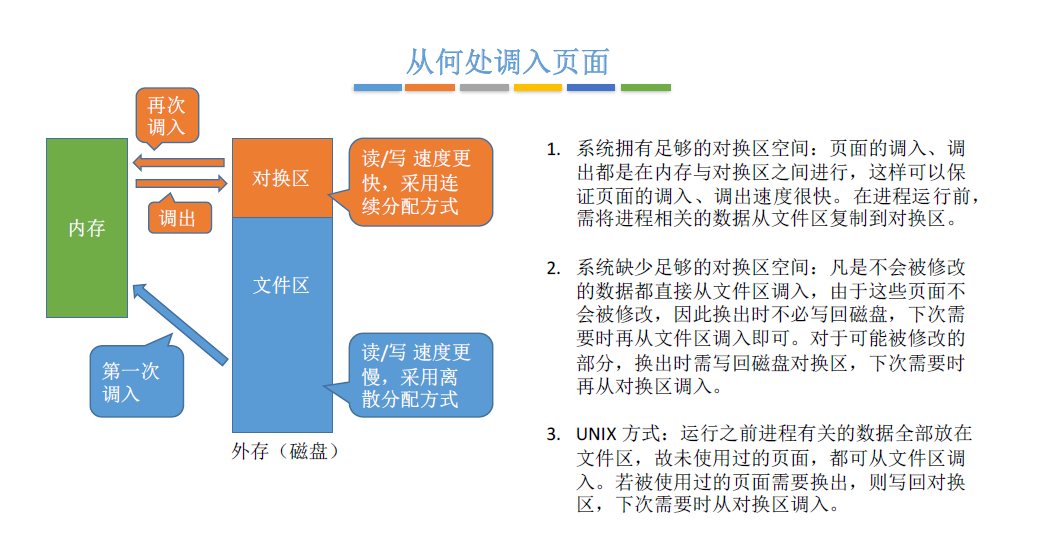 从何处调入页面
再次
调入
内存
调出
第一次
调入
对换区
文件区
外存（磁盘）
读/写 速度更
快，采用连
续分配方式
读/写 速度更
慢，采用离
散分配方式
1. 系统拥有足够的对换区空间：页面的调入、调
出都是在内存与对换区之间进行，这样可以保
证页面的调入、调出速度很快。在进程运行前，
需将进程相关的数据从文件区复制到对换区。
2. 系统缺少足够的对换区空间：凡是不会被修改
的数据都直接从文件区调入，由于这些页面不
会被修改，因此换出时不必写回磁盘，下次需
要时再从文件区调入即可。对于可能被修改的
部分，换出时需写回磁盘对换区，下次需要时
再从对换区调入。
3. UNIX 方式：运行之前进程有关的数据全部放在
文件区，故未使用过的页面，都可从文件区调
入。若被使用过的页面需要换出，则写回对换
区，下次需要时从对换区调入。